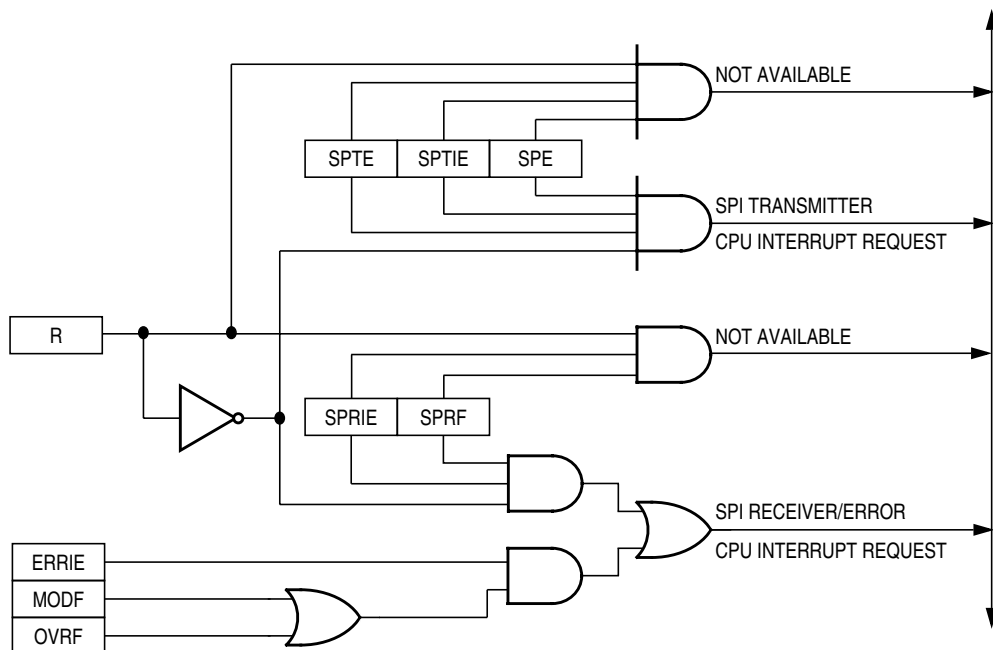 NOT AVAILABLE
SPTE SPTIE SPE
SPI TRANSMITTER
CPU INTERRUPT REQUEST
R
NOT AVAILABLE
SPRIE SPRF
SPI RECEIVER/ERROR
CPU INTERRUPT REQUEST
ERRIE
MODF
OVRF